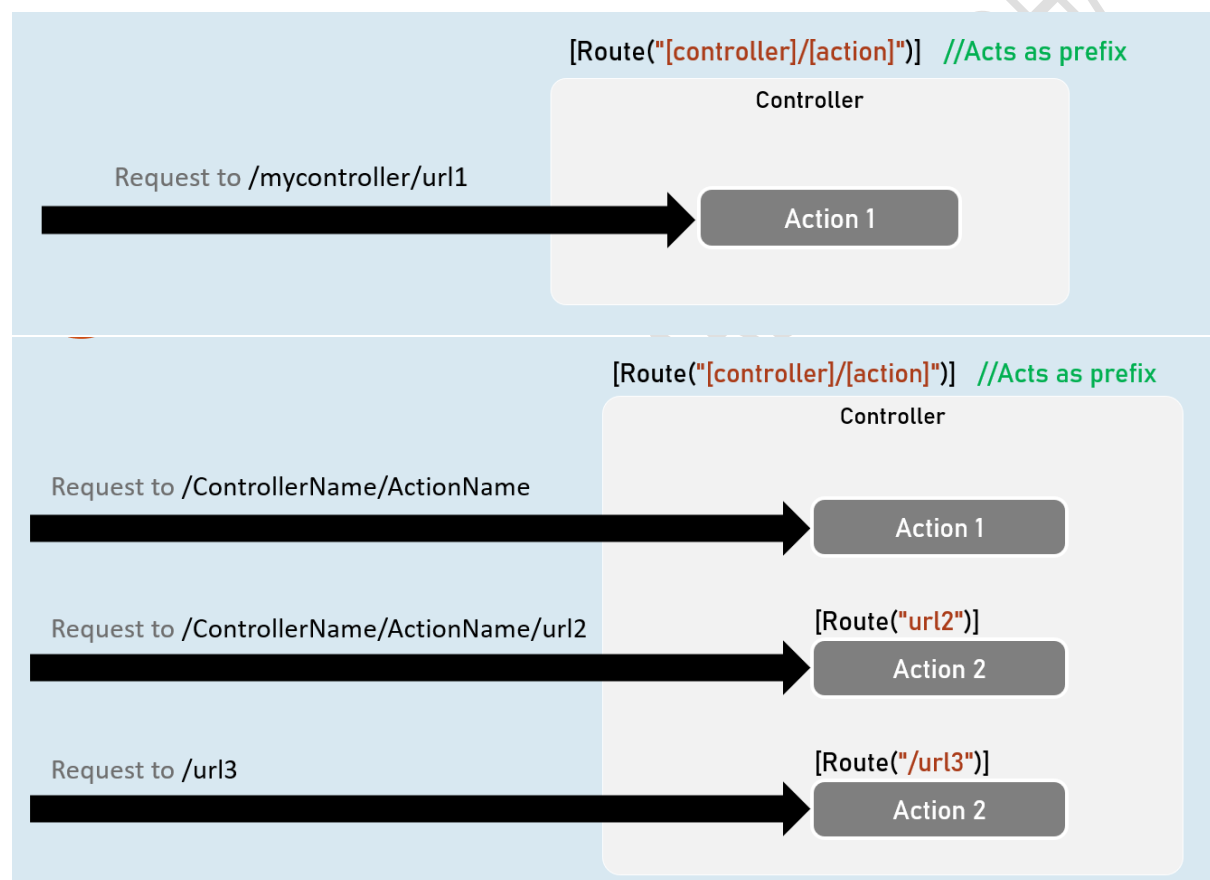 [Route("[controller]/[action]")] //Acts as prefix
Controller
Request to /mycontroller/url1
Action 1
[Route("[controller]/[action]")] //Acts as prefix
Controller
Request to /ControllerName/ActionName
Action 1
Request to /ControllerName/ActionName/url2
[Route("url2")]
Action 2
Request to /url3
[Route("/url3")]
Action 2